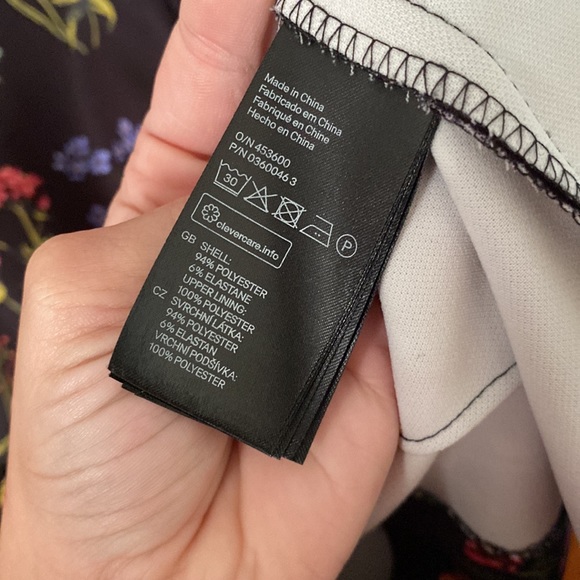 Made in China
Fabricado em China
Fabriqué en Chine
Hecho en China
O/N 453600
P/N 0360046 3
30
P
clevercare.info
GB SHELL:
94% POLYESTER
6% ELASTANE
UPPER LINING:
100% POLYESTER
CZ SVRCHNÍ LÁTKA:
94% POLYESTER
6% ELASTAN
VRCHNÍ PODŠÍVKA:
100% POLYESTER